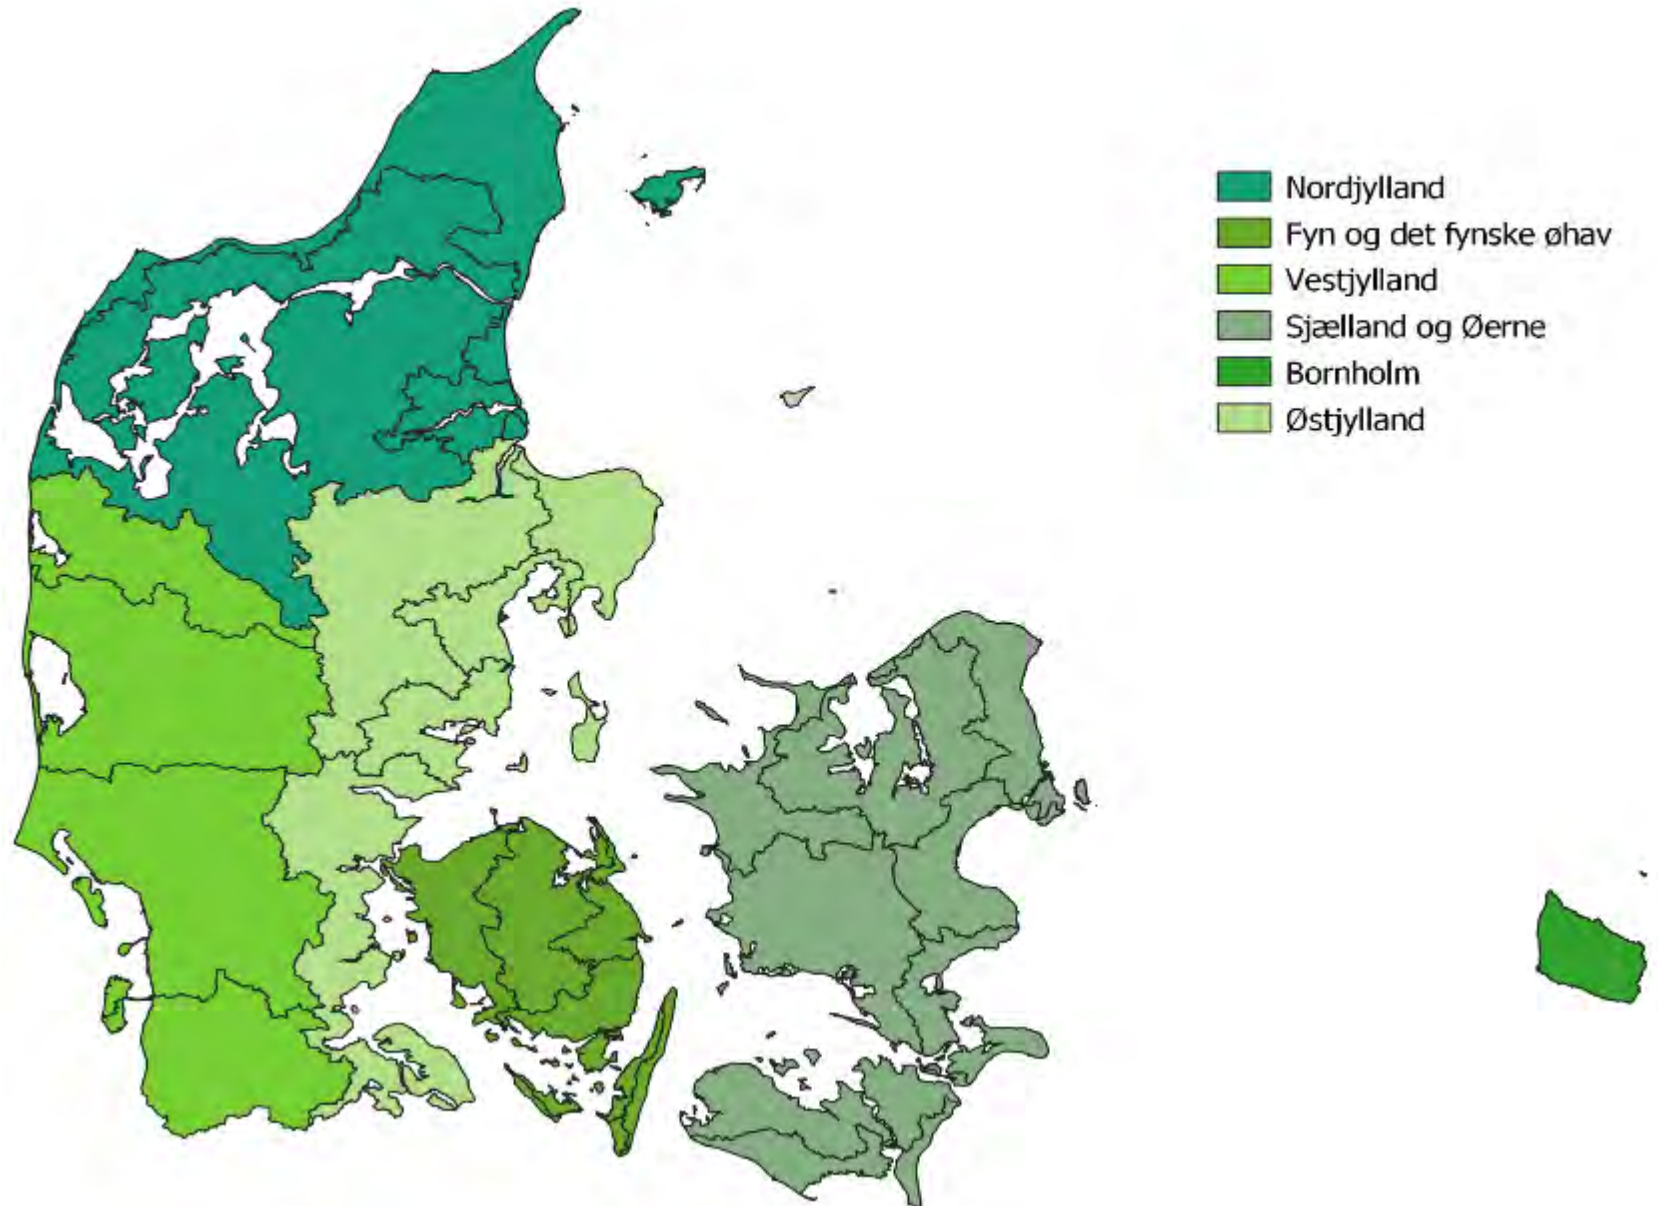 Nordjylland
Fyn og det fynske øhav
Vestjylland
Sjælland og Øerne
Bornholm
Østjylland